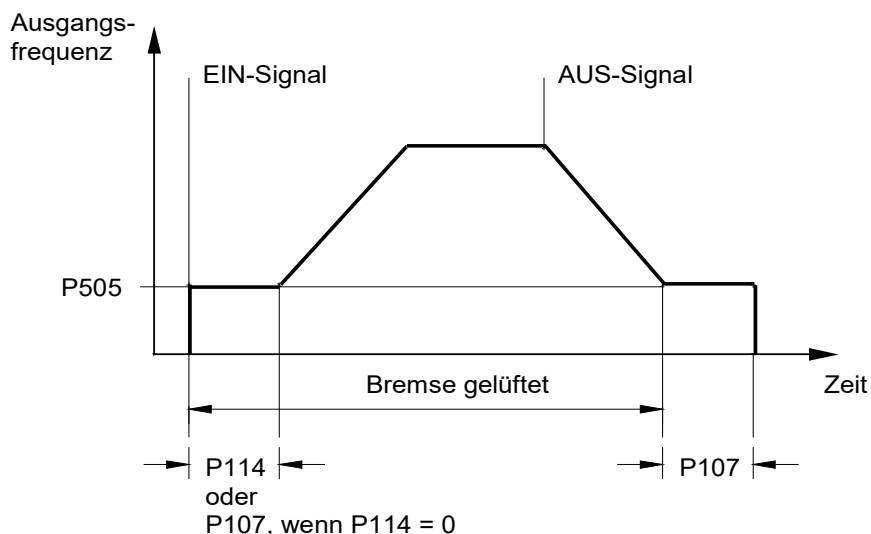 Ausgangs-
frequenz
EIN-Signal
AUS-Signal
P505
Bremse gelüftet
Zeit
P114
oder
P107, wenn P114 = 0
P107